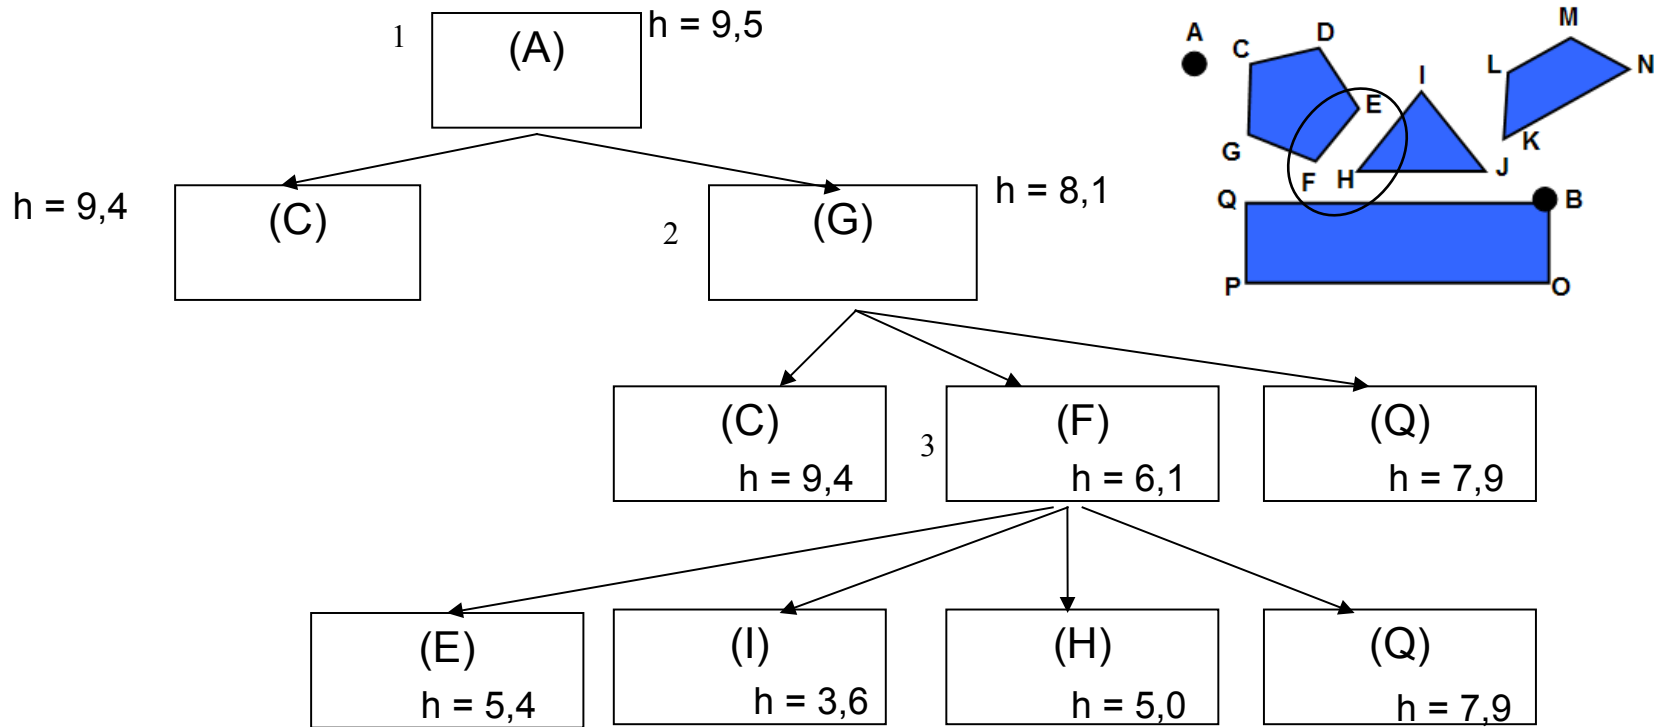 1
(A)
h = 9,5
h = 9,4
(C)
2
(G)
h = 8,1
(C)
h = 9,4
3
(F)
h = 6,1
(Q)
h = 7,9
(E)
h = 5,4
(I)
h = 3,6
(H)
h = 5,0
(Q)
h = 7,9
A
C
D
E
F
G
H
I
J
K
L
M
N
Q
B
P
O